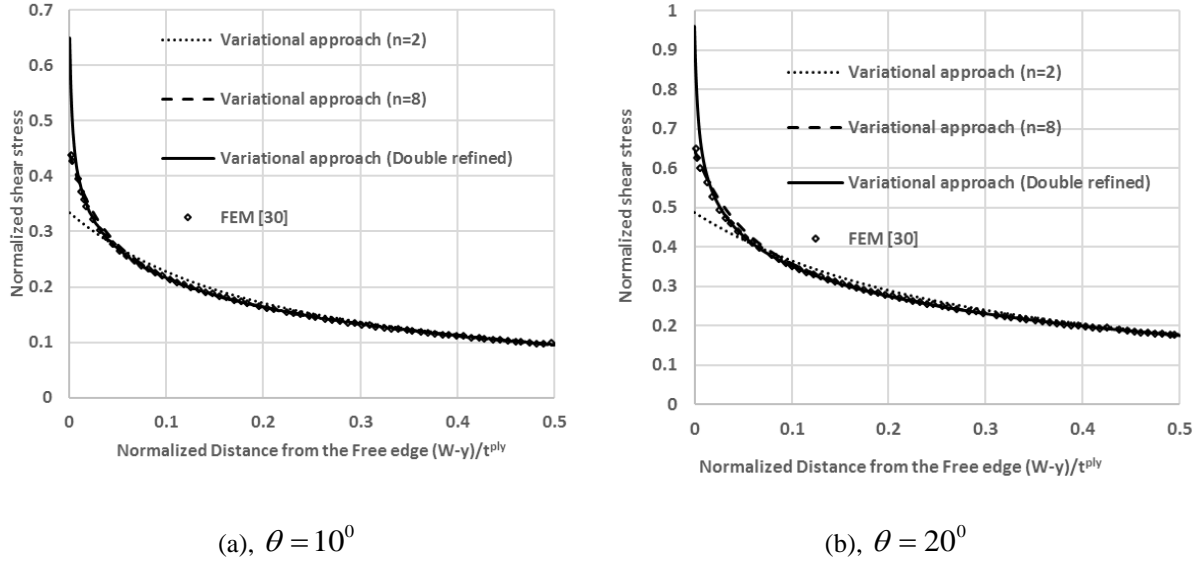 0.7
0.6
0.5
0.4
0.3
0.2
0.1
0
Normalized shear stress
Variational approach (n=2)
Variational approach (n=8)
Variational approach (Double refined)
FEM [30]
0 0.1 0.2 0.3 0.4 0.5
Normalized Distance from the Free edge (W-y)/t^ply
(a), θ = 10⁰
1
0.9
0.8
0.7
0.6
0.5
0.4
0.3
0.2
0.1
0
Normalized shear stress
Variational approach (n=2)
Variational approach (n=8)
Variational approach (Double refined)
FEM [30]
0 0.1 0.2 0.3 0.4 0.5
Normalized Distance from the Free edge (W-y)/t^ply
(b), θ = 20⁰